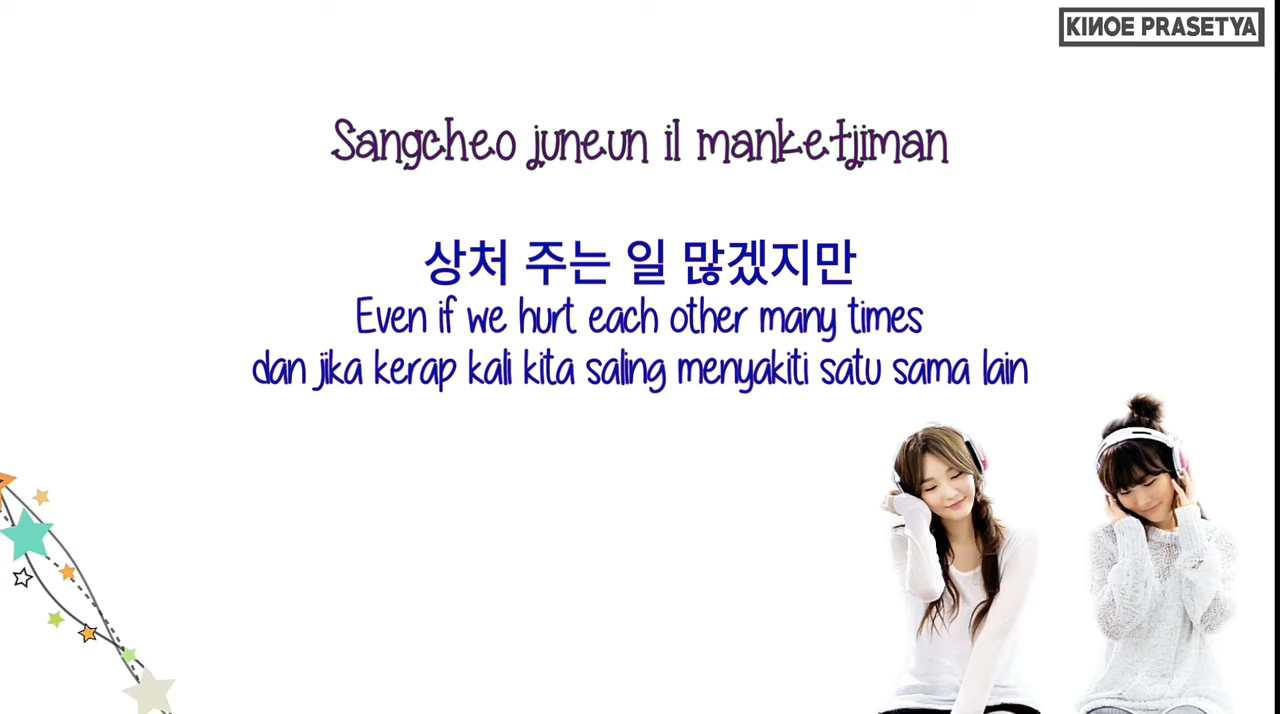 KINOE PRASETYA
Sangcheo juneun il manketjiman
상처 주는 일 많겠지만
Even if we hurt each other many times
dan jika kerap kali kita saling menyakiti satu sama lain